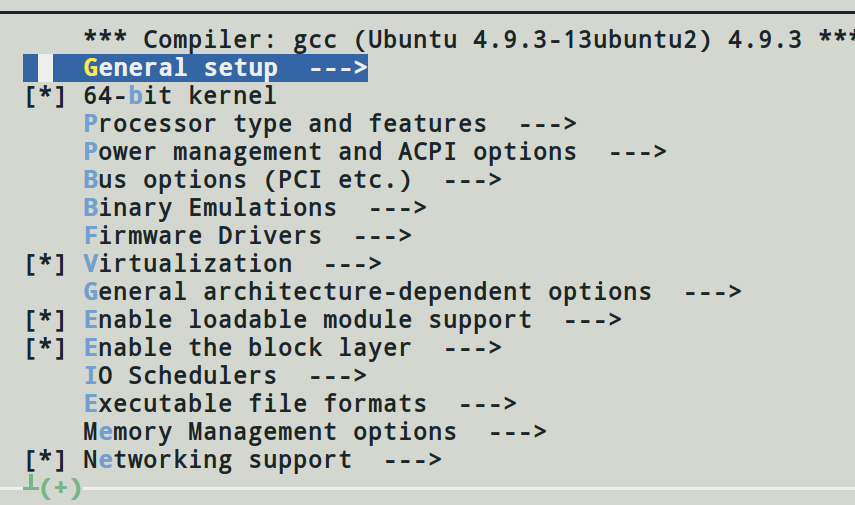 *** Compiler: gcc (Ubuntu 4.9.3-13ubuntu2) 4.9.3 ***
General setup  --->
[*] 64-bit kernel
Processor type and features  --->
Power management and ACPI options  --->
Bus options (PCI etc.)  --->
Binary Emulations  --->
Firmware Drivers  --->
[*] Virtualization  --->
General architecture-dependent options  --->
[*] Enable loadable module support  --->
[*] Enable the block layer  --->
IO Schedulers  --->
Executable file formats  --->
Memory Management options  --->
[*] Networking support  --->
┴(+)